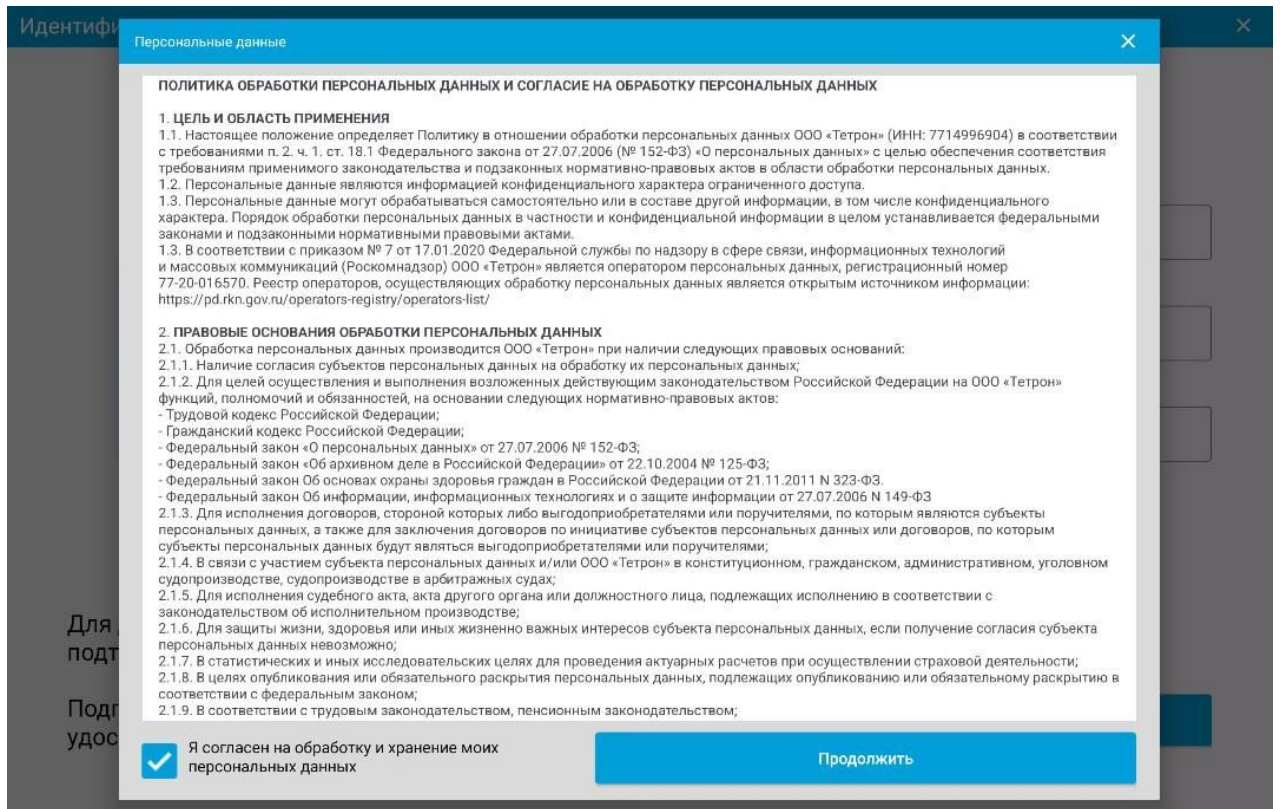 Идентифи
Персональные данные
ПОЛИТИКА ОБРАБОТКИ ПЕРСОНАЛЬНЫХ ДАННЫХ И СОГЛАСИЕ НА ОБРАБОТКУ ПЕРСОНАЛЬНЫХ ДАННЫХ
1. ЦЕЛЬ И ОБЛАСТЬ ПРИМЕНЕНИЯ
1.1. Настоящее положение определяет Политику в отношении обработки персональных данных ООО «Тетрон» (ИНН: 7714996904) в соответствии
с требованиями п. 2. ч. 1. ст. 18.1 Федерального закона от 27.07.2006 (№ 152-ФЗ) «О персональных данных» с целью обеспечения соответствия
требованиям применимого законодательства и подзаконных нормативно-правовых актов в области обработки персональных данных.
1.2. Персональные данные являются информацией конфиденциального характера ограниченного доступа.
1.3. Персональные данные могут обрабатываться самостоятельно или в составе другой информации, в том числе конфиденциального
характера. Порядок обработки персональных данных в частности и конфиденциальной информации в целом устанавливается федеральными
законами и подзаконными нормативными правовыми актами.
1.3. В соответствии с приказом № 7 от 17.01.2020 Федеральной службы по надзору в сфере связи, информационных технологий
и массовых коммуникаций (Роскомнадзор) ООО «Тетрон» является оператором персональных данных, регистрационный номер
77-20-016570. Реестр операторов, осуществляющих обработку персональных данных является открытым источником информации:
https://pd.rkn.gov.ru/operators-registry/operators-list/
2. ПРАВОВЫЕ ОСНОВАНИЯ ОБРАБОТКИ ПЕРСОНАЛЬНЫХ ДАННЫХ
2.1. Обработка персональных данных производится ООО «Тетрон» при наличии следующих правовых оснований:
2.1.1. Наличие согласия субъектов персональных данных на обработку их персональных данных;
2.1.2. Для целей осуществления и выполнения возложенных действующим законодательством Российской Федерации на ООО «Тетрон»
функций, полномочий и обязанностей, на основании следующих нормативно-правовых актов:
- Трудовой кодекс Российской Федерации;
- Гражданский кодекс Российской Федерации;
- Федеральный закон «О персональных данных» от 27.07.2006 № 152-ФЗ;
- Федеральный закон «Об архивном деле в Российской Федерации» от 22.10.2004 № 125-ФЗ;
- Федеральный закон Об основах охраны здоровья граждан в Российской Федерации от 21.11.2011 N 323-ФЗ.
- Федеральный закон Об информации, информационных технологиях и о защите информации от 27.07.2006 N 149-ФЗ
2.1.3. Для исполнения договоров, стороной которых либо выгодоприобретателями или поручителями, по которым являются субъекты
персональных данных, а также для заключения договоров по инициативе субъектов персональных данных или договоров, по которым
субъекты персональных данных будут являться выгодоприобретателями или поручителями;
2.1.4. В связи с участием субъекта персональных данных и/или ООО «Тетрон» в конституционном, гражданском, административном, уголовном
судопроизводстве, судопроизводстве в арбитражных судах;
2.1.5. Для исполнения судебного акта, акта другого органа или должностного лица, подлежащих исполнению в соответствии с
законодательством об исполнительном производстве;
2.1.6. Для защиты жизни, здоровья или иных жизненно важных интересов субъекта персональных данных, если получение согласия субъекта
персональных данных невозможно;
2.1.7. В статистических и иных исследовательских целях для проведения актуарных расчетов при осуществлении страховой деятельности;
2.1.8. В целях опубликования или обязательного раскрытия персональных данных, подлежащих опубликованию или обязательному раскрытию в
соответствии с федеральным законом;
2.1.9. В соответствии с трудовым законодательством, пенсионным законодательством;
Для
подт
Подп
удос
Я согласен на обработку и хранение моих
персональных данных
Продолжить